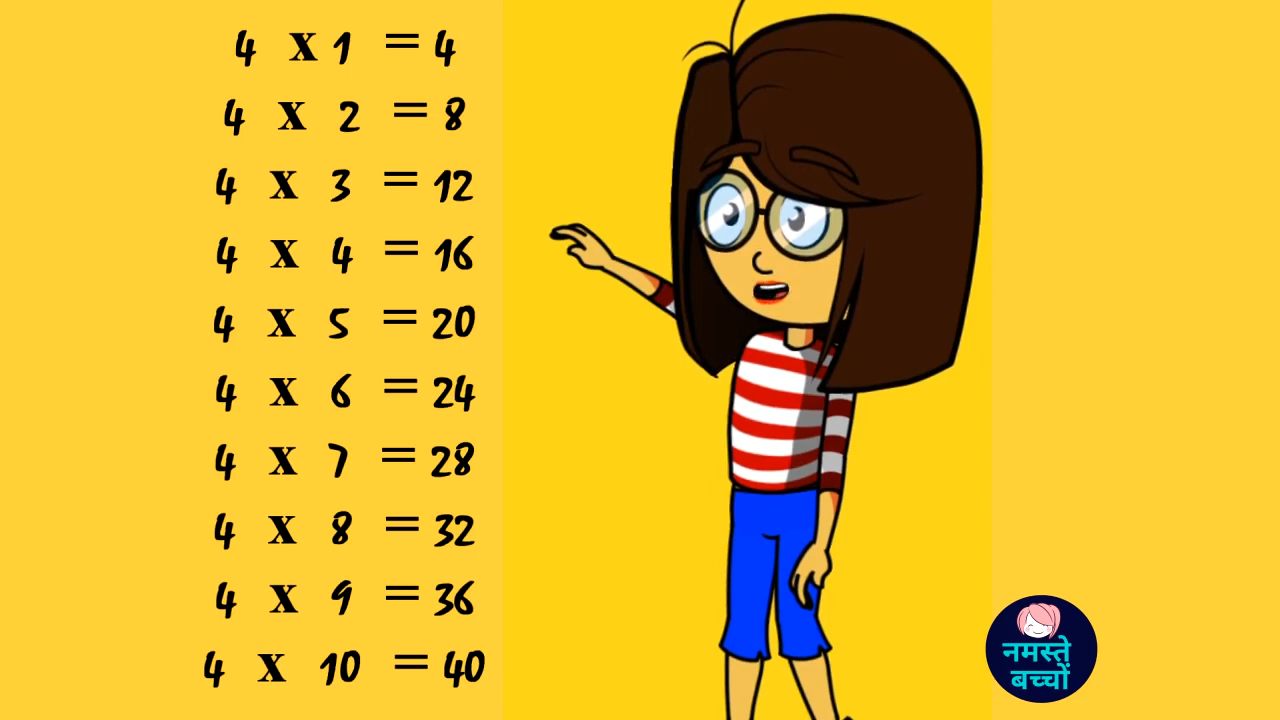 4 x 1 = 4
4 x 2 = 8
4 x 3 = 12
4 x 4 = 16
4 x 5 = 20
4 x 6 = 24
4 x 7 = 28
4 x 8 = 32
4 x 9 = 36
4 x 10 = 40
नमस्ते
बच्चों